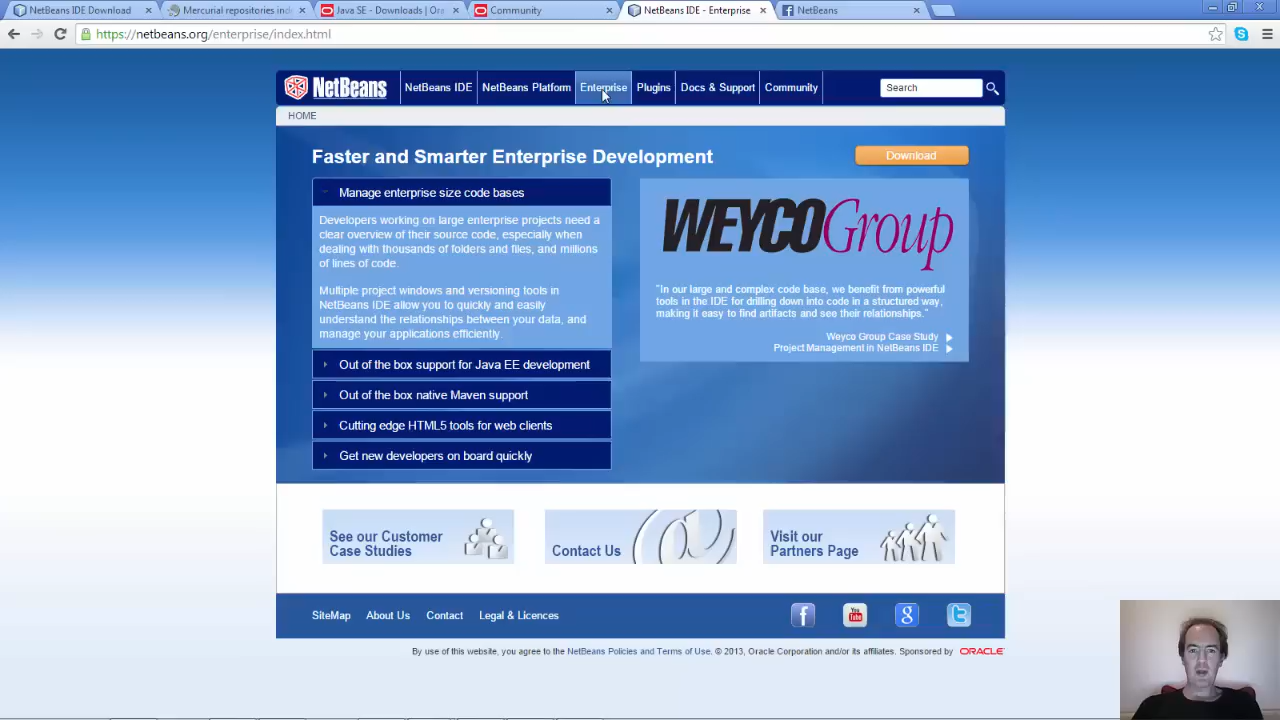 NetBeans IDE Download
Mercurial repositories ind
Java SE - Downloads | Ora
Community
NetBeans IDE - Enterprise
NetBeans
https://netbeans.org/enterprise/index.html
NetBeans
NetBeans IDE
NetBeans Platform
Enterprise
Plugins
Docs & Support
Community
Search
HOME
Faster and Smarter Enterprise Development
Download
Manage enterprise size code bases
Developers working on large enterprise projects need a
clear overview of their source code, especially when
dealing with thousands of folders and files, and millions
of lines of code.
Multiple project windows and versioning tools in
NetBeans IDE allow you to quickly and easily
understand the relationships between your data, and
manage your applications efficiently.
Out of the box support for Java EE development
Out of the box native Maven support
Cutting edge HTML5 tools for web clients
Get new developers on board quickly
WEYCO Group
"In our large and complex code base, we benefit from powerful
tools in the IDE for drilling down into code in a structured way,
making it easy to find artifacts and see their relationships."
Weyco Group Case Study
Project Management in NetBeans IDE
See our Customer
Case Studies
Contact Us
Visit our
Partners Page
SiteMap
About Us
Contact
Legal & Licences
By use of this website, you agree to the NetBeans Policies and Terms of Use. © 2013, Oracle Corporation and/or its affiliates. Sponsored by ORACLE